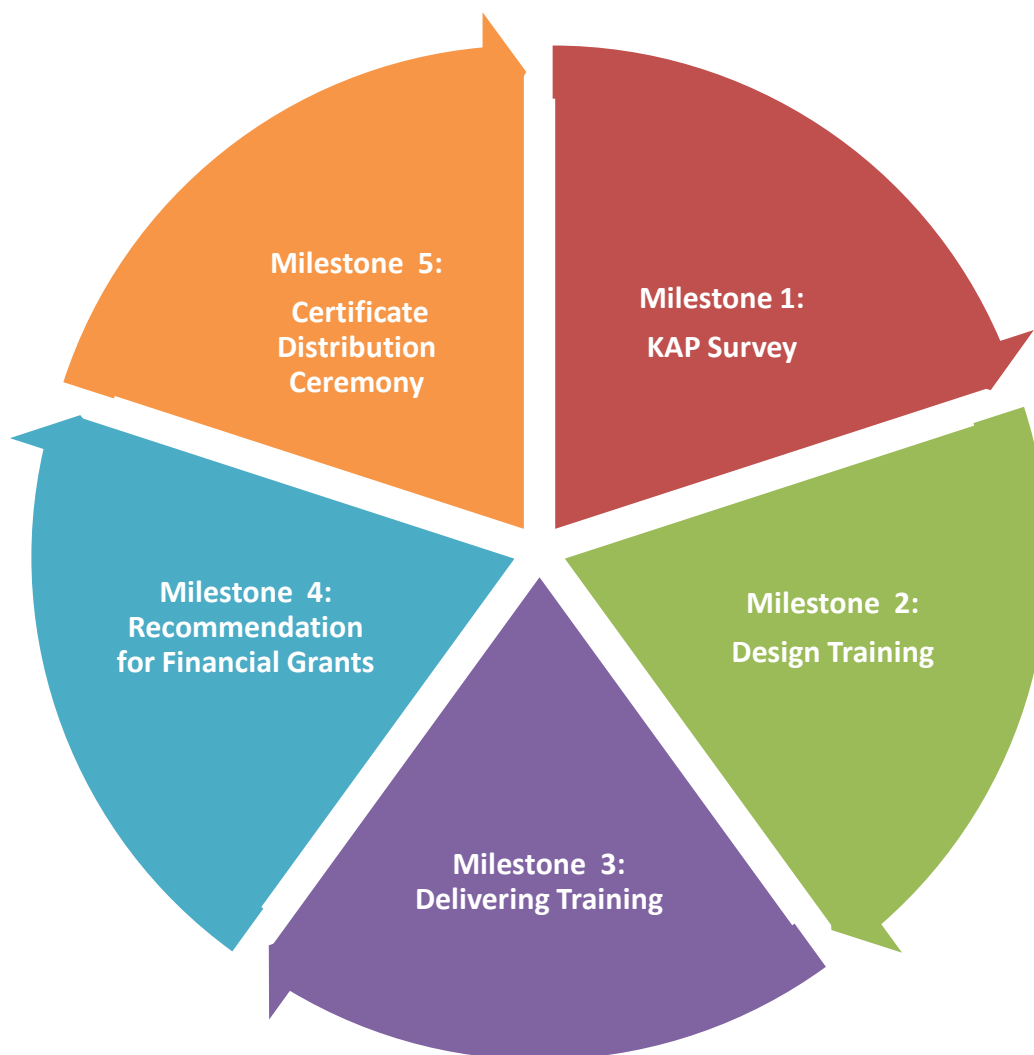 Milestone 1:
KAP Survey
Milestone 2:
Design Training
Milestone 3:
Delivering Training
Milestone 4:
Recommendation
for Financial Grants
Milestone 5:
Certificate
Distribution
Ceremony